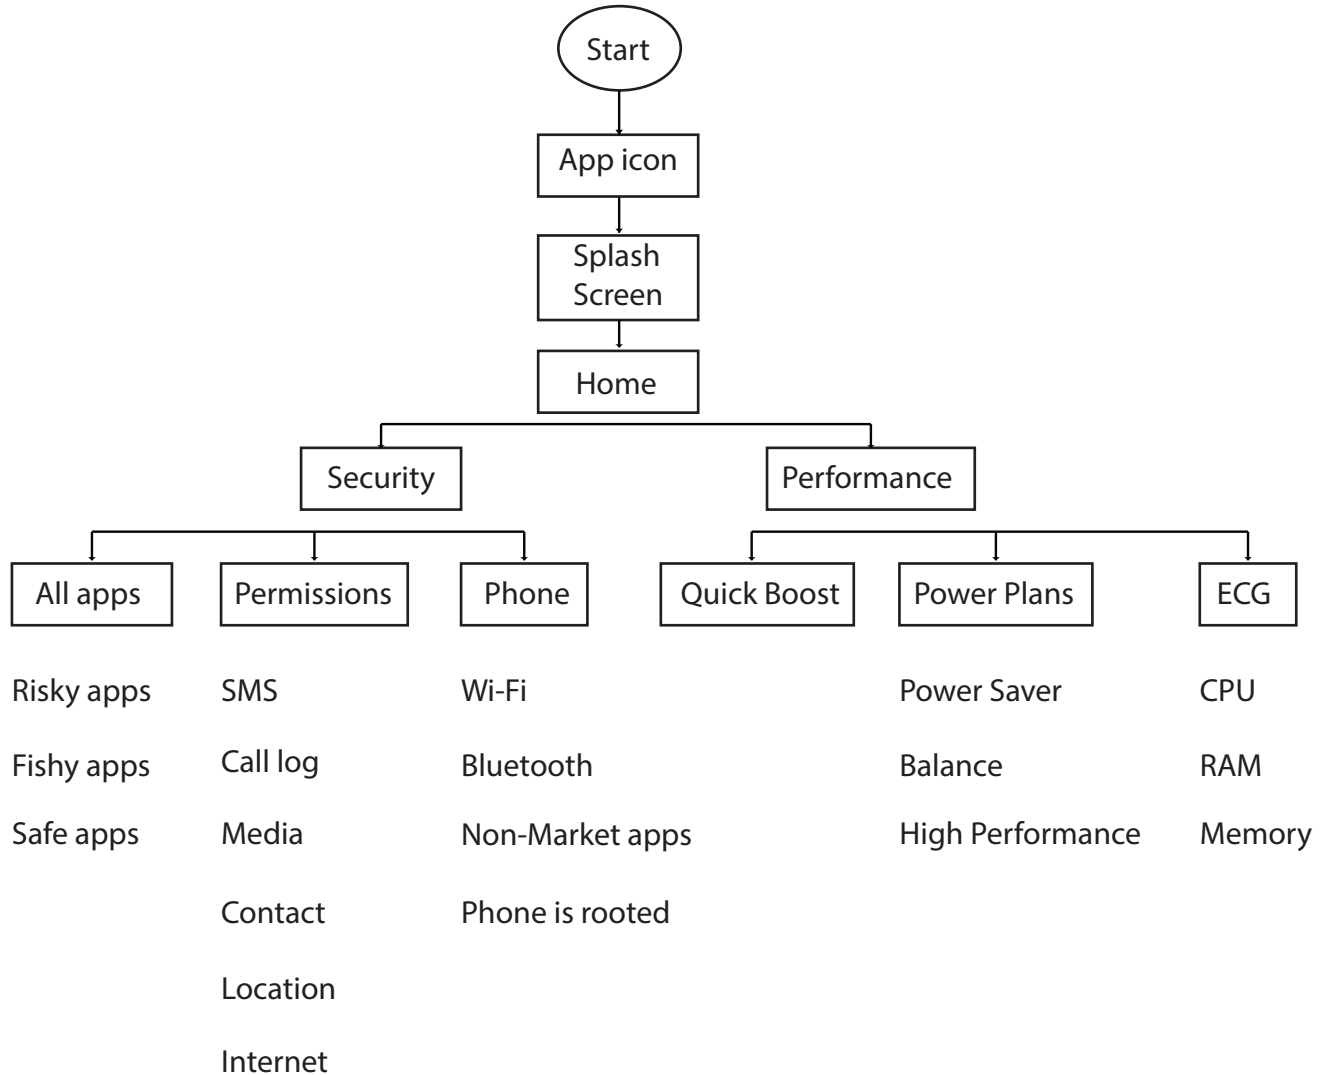 Start
App icon
Splash
Screen
Home
Security
Performance
All apps
Permissions
Phone
Quick Boost
Power Plans
ECG
Risky apps
SMS
Wi-Fi
Power Saver
CPU
Fishy apps
Call log
Bluetooth
Balance
RAM
Safe apps
Media
Non-Market apps
High Performance
Memory
Contact
Phone is rooted
Location
Internet